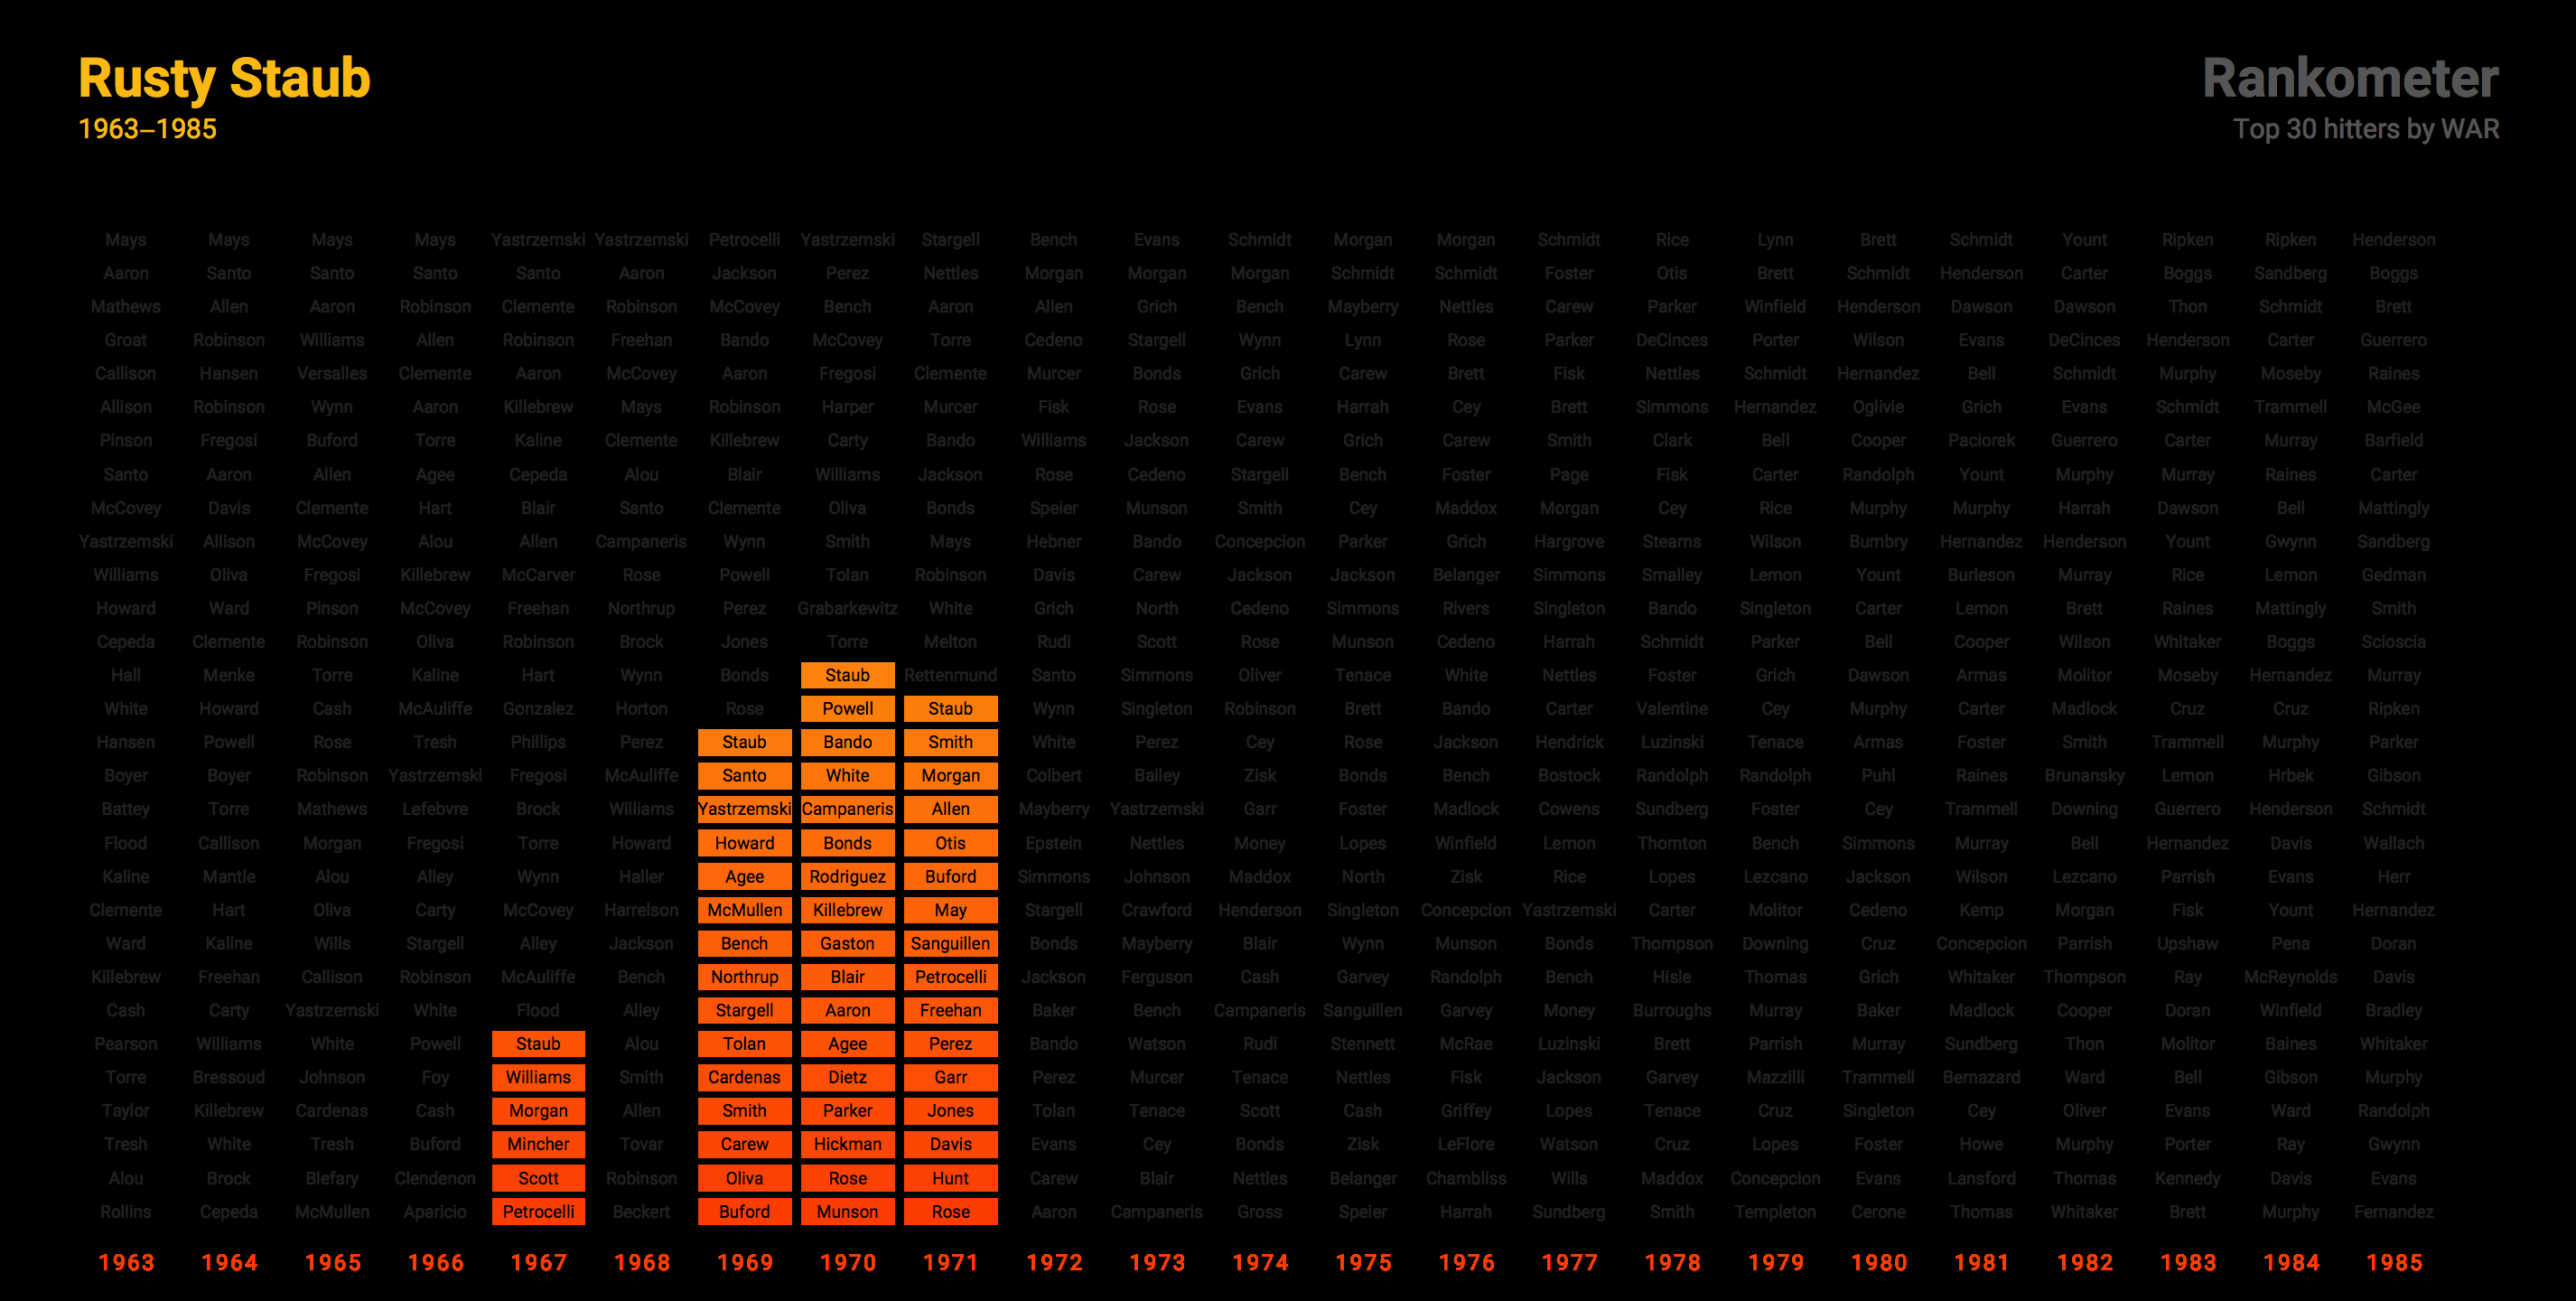 Rusty Staub Rankometer
1963–1985 Top 30 hitters by WAR
Mays Mays Mays Mays Yastrzemski Yastrzemski Petrocelli Yastrzemski Stargell Bench Evans Schmidt Morgan Morgan Schmidt Rice Lynn Brett Schmidt Yount Ripken Ripken Henderson
Aaron Santo Santo Santo Santo Aaron Jackson Perez Nettles Morgan Morgan Morgan Schmidt Schmidt Foster Otis Brett Schmidt Henderson Carter Boggs Sandberg Boggs
Mathews Allen Aaron Robinson Clemente Robinson McCovey Bench Aaron Allen Grich Bench Mayberry Nettles Carew Parker Winfield Henderson Dawson Dawson Thon Schmidt Brett
Groat Robinson Williams Allen Robinson Freehan Bando McCovey Torre Cedeno Stargell Wynn Lynn Rose Parker DeCinces Porter Wilson Evans DeCinces Henderson Carter Guerrero
Callison Hansen Versalles Clemente Aaron McCovey Aaron Fregosi Clemente Murcer Bonds Grich Carew Brett Fisk Nettles Schmidt Hernandez Bell Schmidt Murphy Moseby Raines
Allison Robinson Wynn Aaron Killebrew Mays Robinson Harper Murcer Fisk Rose Evans Harrah Cey Brett Simmons Hernandez Oglivie Grich Evans Schmidt Trammell McGee
Pinson Fregosi Buford Torre Kaline Clemente Killebrew Carty Bando Williams Jackson Carew Grich Carew Smith Clark Bell Cooper Paciorek Guerrero Carter Murray Barfield
Santo Aaron Allen Agee Cepeda Alou Blair Williams Jackson Rose Cedeno Stargell Bench Foster Page Fisk Carter Randolph Yount Murphy Murray Raines Carter
McCovey Davis Clemente Hart Blair Santo Clemente Oliva Bonds Speier Munson Smith Cey Maddox Morgan Cey Rice Murphy Murphy Harrah Dawson Bell Mattingly
Yastrzemski Allison McCovey Alou Allen Campaneris Wynn Smith Mays Hebner Bando Concepcion Parker Grich Hargrove Stearns Wilson Bumbry Hernandez Henderson Yount Gwynn Sandberg
Williams Oliva Fregosi Killebrew McCarver Rose Powell Tolan Robinson Davis Carew Jackson Jackson Belanger Simmons Smalley Lemon Yount Burleson Murray Rice Lemon Gedman
Howard Ward Pinson McCovey Freehan Northrup Perez Grabarkewitz White Grich North Cedeno Simmons Rivers Singleton Bando Singleton Carter Lemon Brett Raines Mattingly Smith
Cepeda Clemente Robinson Oliva Robinson Brock Jones Torre Melton Rudi Scott Rose Munson Cedeno Harrah Schmidt Parker Bell Cooper Wilson Whitaker Boggs Scioscia
Hall Menke Torre Kaline Hart Wynn Bonds Staub Rettenmund Santo Simmons Oliver Tenace White Nettles Foster Grich Dawson Armas Molitor Moseby Hernandez Murray
White Howard Cash McAuliffe Gonzalez Horton Rose Powell Staub Wynn Singleton Robinson Brett Bando Carter Valentine Cey Murphy Carter Madlock Cruz Cruz Ripken
Hansen Powell Rose Tresh Phillips Perez Staub Bando Smith White Perez Cey Rose Jackson Hendrick Luzinski Tenace Armas Foster Smith Trammell Murphy Parker
Boyer Boyer Robinson Yastrzemski Fregosi McAuliffe Santo White Morgan Colbert Bailey Zisk Bonds Bench Bostock Randolph Randolph Puhl Raines Brunansky Lemon Hrbek Gibson
Battey Torre Mathews Lefebvre Brock Williams Yastrzemski Campaneris Allen Mayberry Yastrzemski Garr Foster Madlock Cowens Sundberg Foster Cey Trammell Downing Guerrero Henderson Schmidt
Flood Callison Morgan Fregosi Torre Howard Howard Bonds Otis Epstein Nettles Money Lopes Winfield Lemon Thornton Bench Simmons Murray Bell Hernandez Davis Wallach
Kaline Mantle Alou Alley Wynn Haller Agee Rodriguez Buford Simmons Johnson Maddox North Zisk Rice Lopes Lezcano Jackson Wilson Lezcano Parrish Evans Herr
Clemente Hart Oliva Carty McCovey Harrelson McMullen Killebrew May Stargell Crawford Henderson Singleton Concepcion Yastrzemski Carter Molitor Cedeno Kemp Morgan Fisk Yount Hernandez
Ward Kaline Wills Stargell Alley Jackson Bench Gaston Sanguillen Bonds Mayberry Blair Wynn Munson Bonds Thompson Downing Cruz Concepcion Parrish Upshaw Pena Doran
Killebrew Freehan Callison Robinson McAuliffe Bench Northrup Blair Petrocelli Jackson Ferguson Cash Garvey Randolph Bench Hisle Thomas Grich Whitaker Thompson Ray McReynolds Davis
Cash Carty Yastrzemski White Flood Alley Stargell Aaron Freehan Baker Bench Campaneris Sanguillen Garvey Money Burroughs Murray Baker Madlock Cooper Doran Winfield Bradley
Pearson Williams White Powell Staub Alou Tolan Agee Perez Bando Watson Rudi Stennett McRae Luzinski Brett Parrish Murray Sundberg Thon Molitor Baines Whitaker
Torre Bressoud Johnson Foy Williams Smith Cardenas Dietz Garr Perez Murcer Tenace Nettles Fisk Jackson Garvey Mazzilli Trammell Bernazard Ward Bell Gibson Murphy
Taylor Killebrew Cardenas Cash Morgan Allen Smith Parker Jones Tolan Tenace Scott Cash Griffey Lopes Tenace Cruz Singleton Cey Oliver Evans Ward Randolph
Tresh White Tresh Buford Mincher Tovar Carew Hickman Davis Evans Cey Bonds Zisk LeFlore Watson Cruz Lopes Foster Howe Murphy Porter Ray Gwynn
Alou Brock Blefary Clendenon Scott Robinson Oliva Rose Hunt Carew Blair Nettles Belanger Chambliss Wills Maddox Concepcion Evans Lansford Thomas Kennedy Davis Evans
Rollins Cepeda McMullen Aparicio Petrocelli Beckert Buford Munson Rose Aaron Campaneris Gross Speier Harrah Sundberg Smith Templeton Cerone Thomas Whitaker Brett Murphy Fernandez
1963 1964 1965 1966 1967 1968 1969 1970 1971 1972 1973 1974 1975 1976 1977 1978 1979 1980 1981 1982 1983 1984 1985